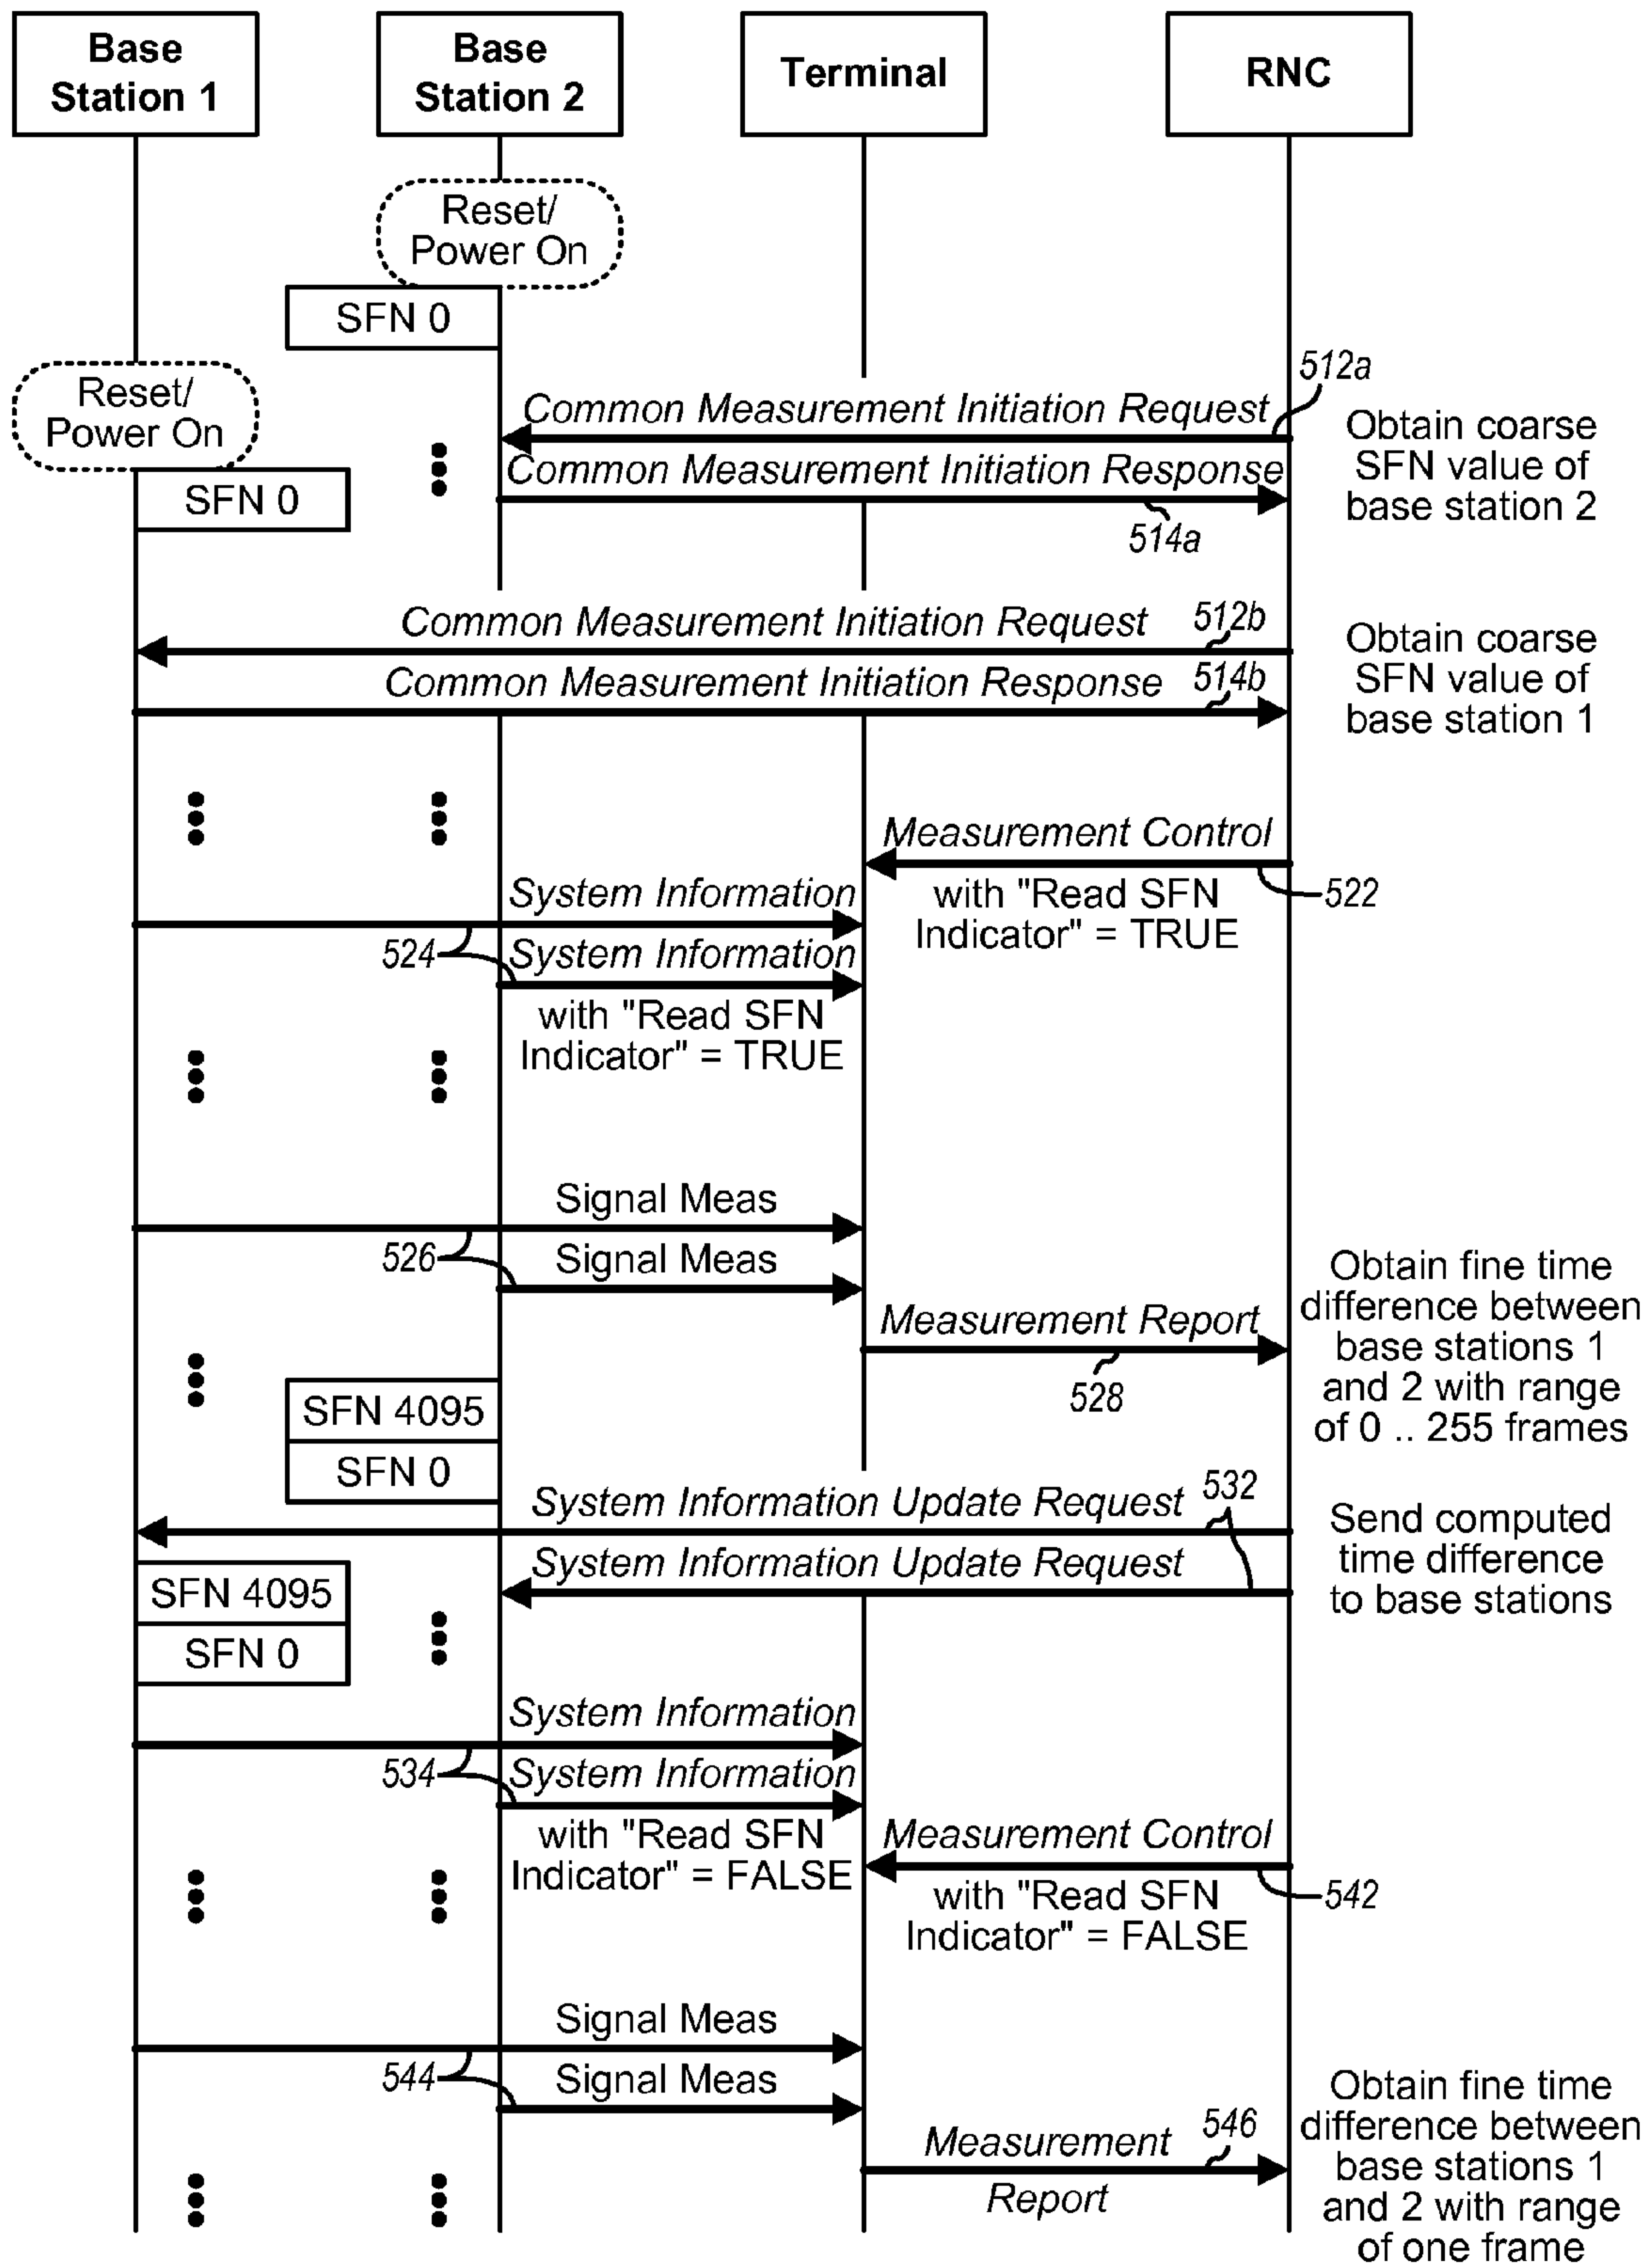 Base
Station 1
Base
Station 2
Terminal
RNC
Reset/
Power On
SFN 0
Reset/
Power On
SFN 0
512a
Common Measurement Initiation Request
Common Measurement Initiation Response
514a
Obtain coarse
SFN value of
base station 2
Common Measurement Initiation Request
512b
Common Measurement Initiation Response
514b
Obtain coarse
SFN value of
base station 1
Measurement Control
with "Read SFN
Indicator" = TRUE
522
System Information
524
System Information
with "Read SFN
Indicator" = TRUE
Signal Meas
526
Signal Meas
Measurement Report
528
Obtain fine time
difference between
base stations 1
and 2 with range
of 0 .. 255 frames
SFN 4095
SFN 0
System Information Update Request
532
System Information Update Request
Send computed
time difference
to base stations
SFN 4095
SFN 0
System Information
534
System Information
with "Read SFN
Indicator" = FALSE
Measurement Control
with "Read SFN
Indicator" = FALSE
542
Signal Meas
544
Signal Meas
Measurement
Report
546
Obtain fine time
difference between
base stations 1
and 2 with range
of one frame